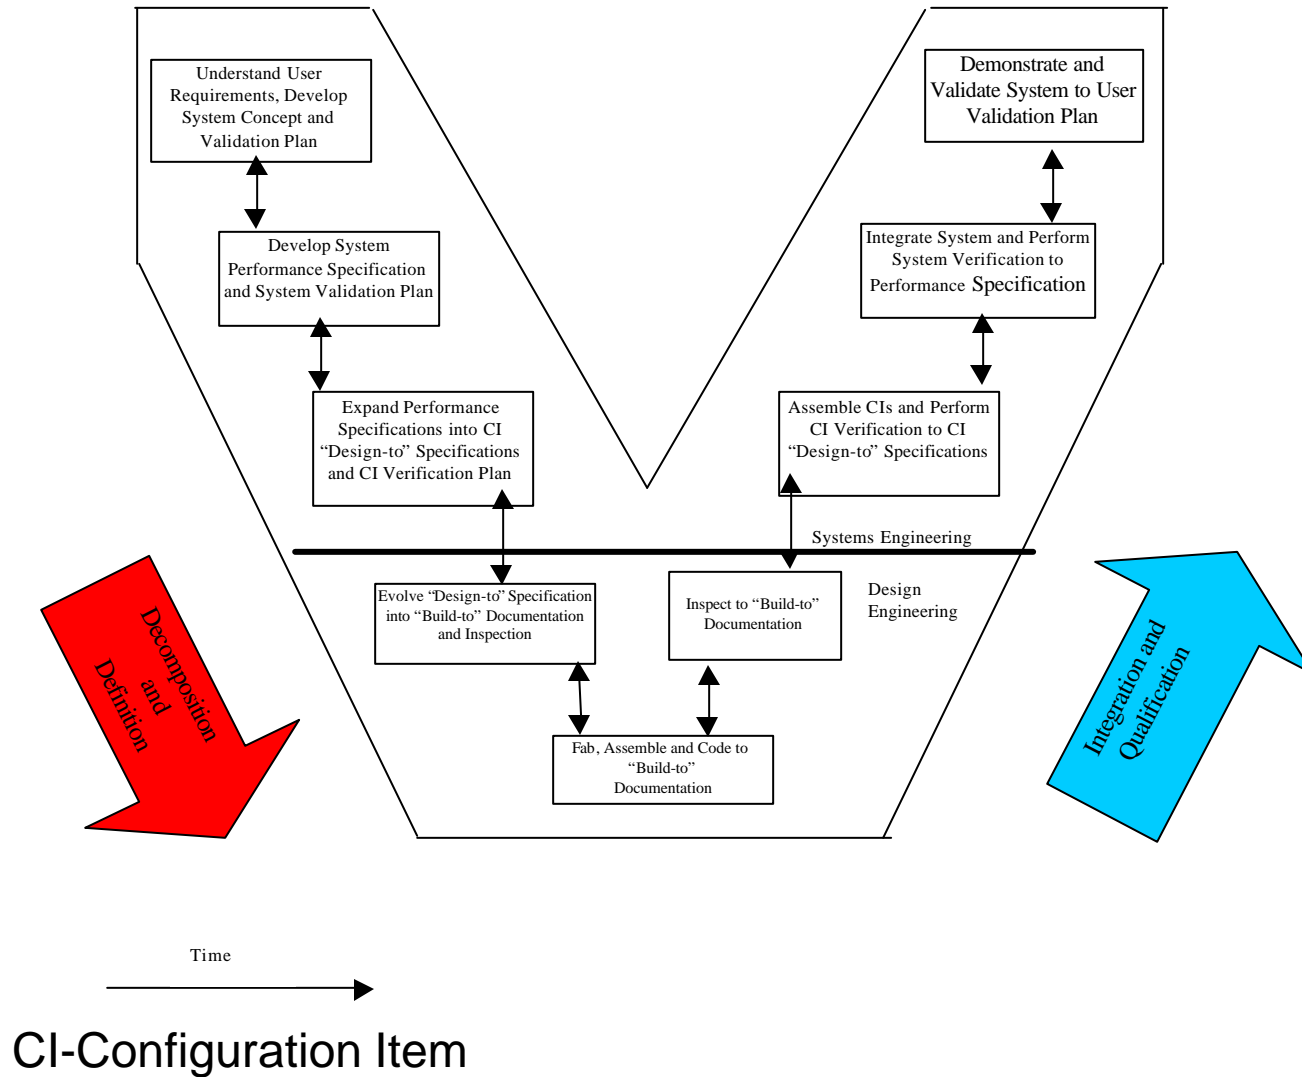 Understand User
Requirements, Develop
System Concept and
Validation Plan
Demonstrate and
Validate System to User
Validation Plan
Develop System
Performance Specification
and System Validation Plan
Integrate System and Perform
System Verification to
Performance Specification
Expand Performance
Specifications into CI
“Design-to” Specifications
and CI Verification Plan
Assemble CIs and Perform
CI Verification to CI
“Design-to” Specifications
Systems Engineering
Evolve “Design-to” Specification
into “Build-to” Documentation
and Inspection
Inspect to “Build-to”
Documentation
Design
Engineering
Fab, Assemble and Code to
“Build-to”
Documentation
Decomposition
and
Definition
Integration and
Qualification
Time
CI-Configuration Item